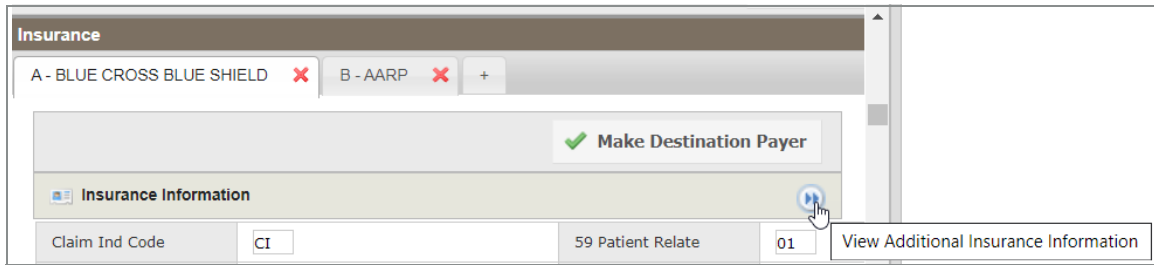 Insurance
A - BLUE CROSS BLUE SHIELD B - AARP +
Make Destination Payer
Insurance Information
Claim Ind Code CI 59 Patient Relate 01
View Additional Insurance Information